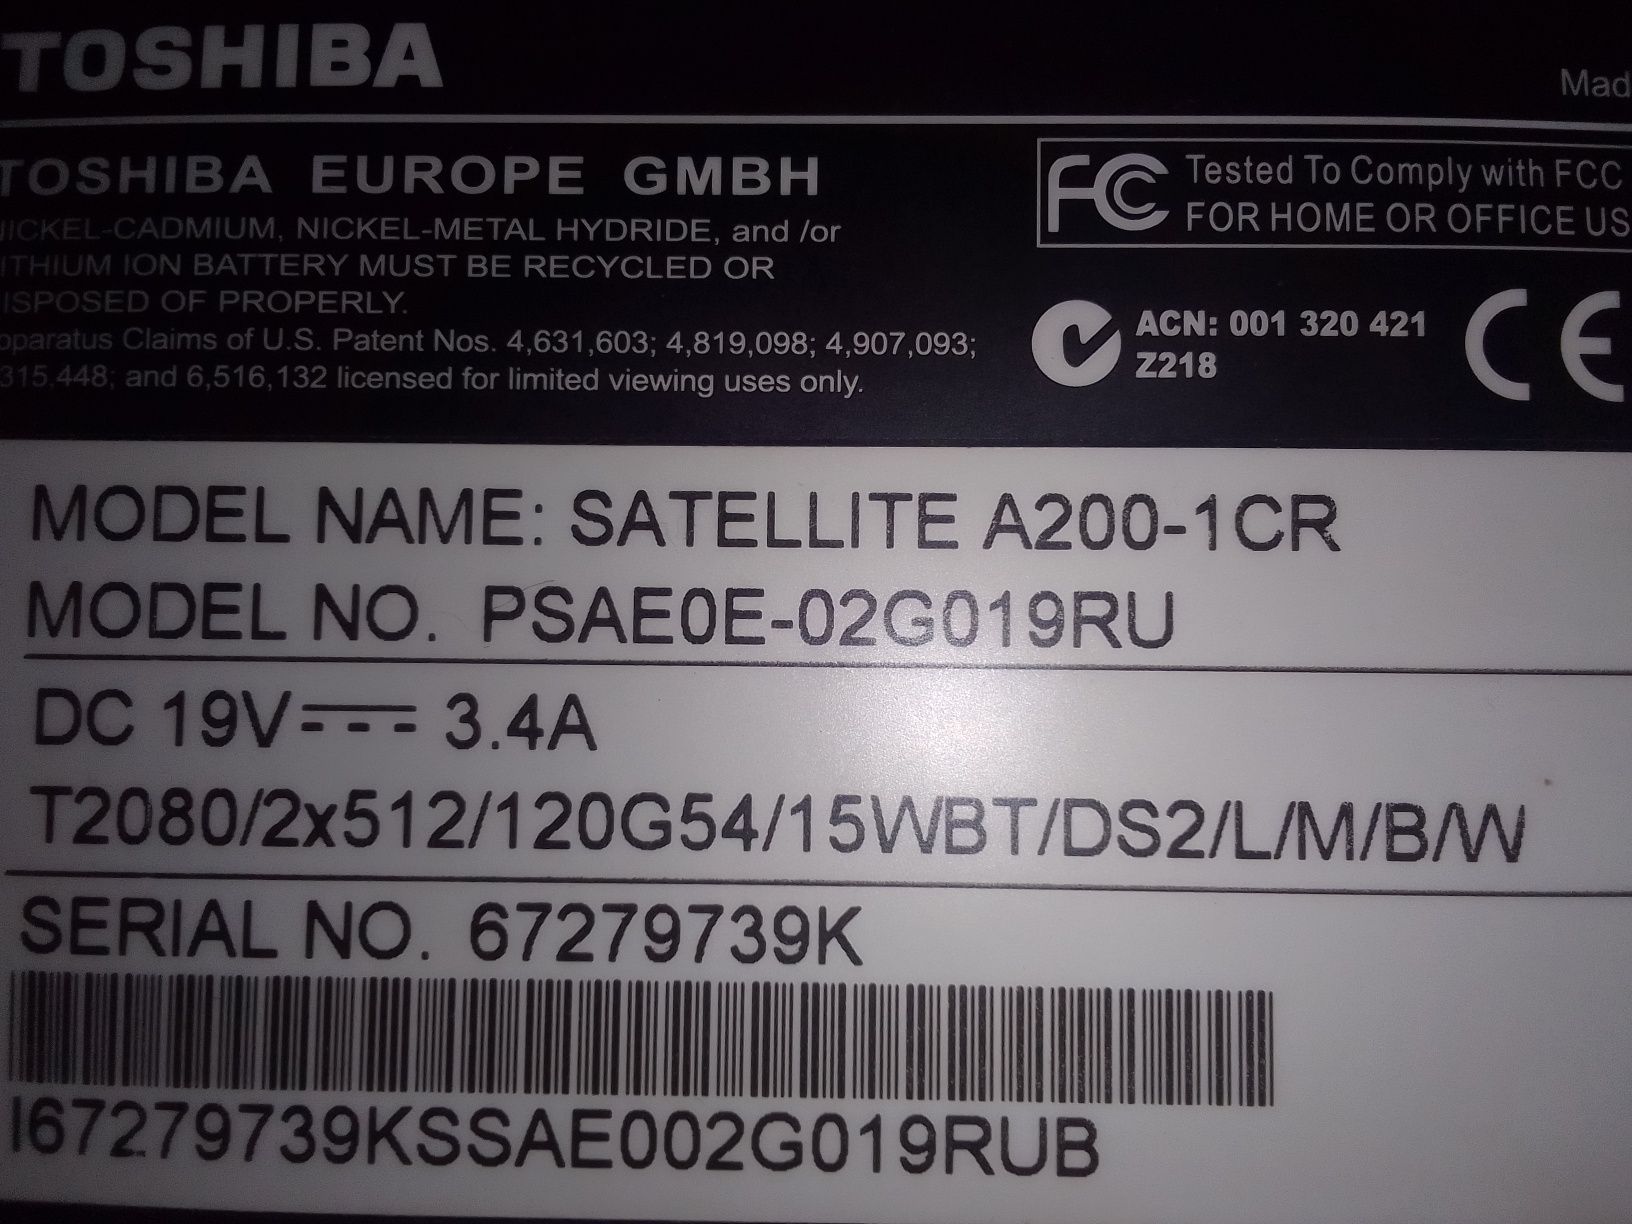 TOSHIBA
Mad
TOSHIBA EUROPE GMBH
NICKEL-CADMIUM, NICKEL-METAL HYDRIDE, and /or
ITHIUM ION BATTERY MUST BE RECYCLED OR
ISPOSED OF PROPERLY.
pparatus Claims of U.S. Patent Nos. 4,631,603; 4,819,098; 4,907,093;
315,448; and 6,516,132 licensed for limited viewing uses only.
FC Tested To Comply with FCC
FOR HOME OR OFFICE US
ACN: 001 320 421
Z218
CE
MODEL NAME: SATELLITE A200-1CR
MODEL NO. PSAE0E-02G019RU
DC 19V 3.4A
T2080/2x512/120G54/15WBT/DS2/L/M/B/W
SERIAL NO. 67279739K
I67279739KSSAE002G019RUB